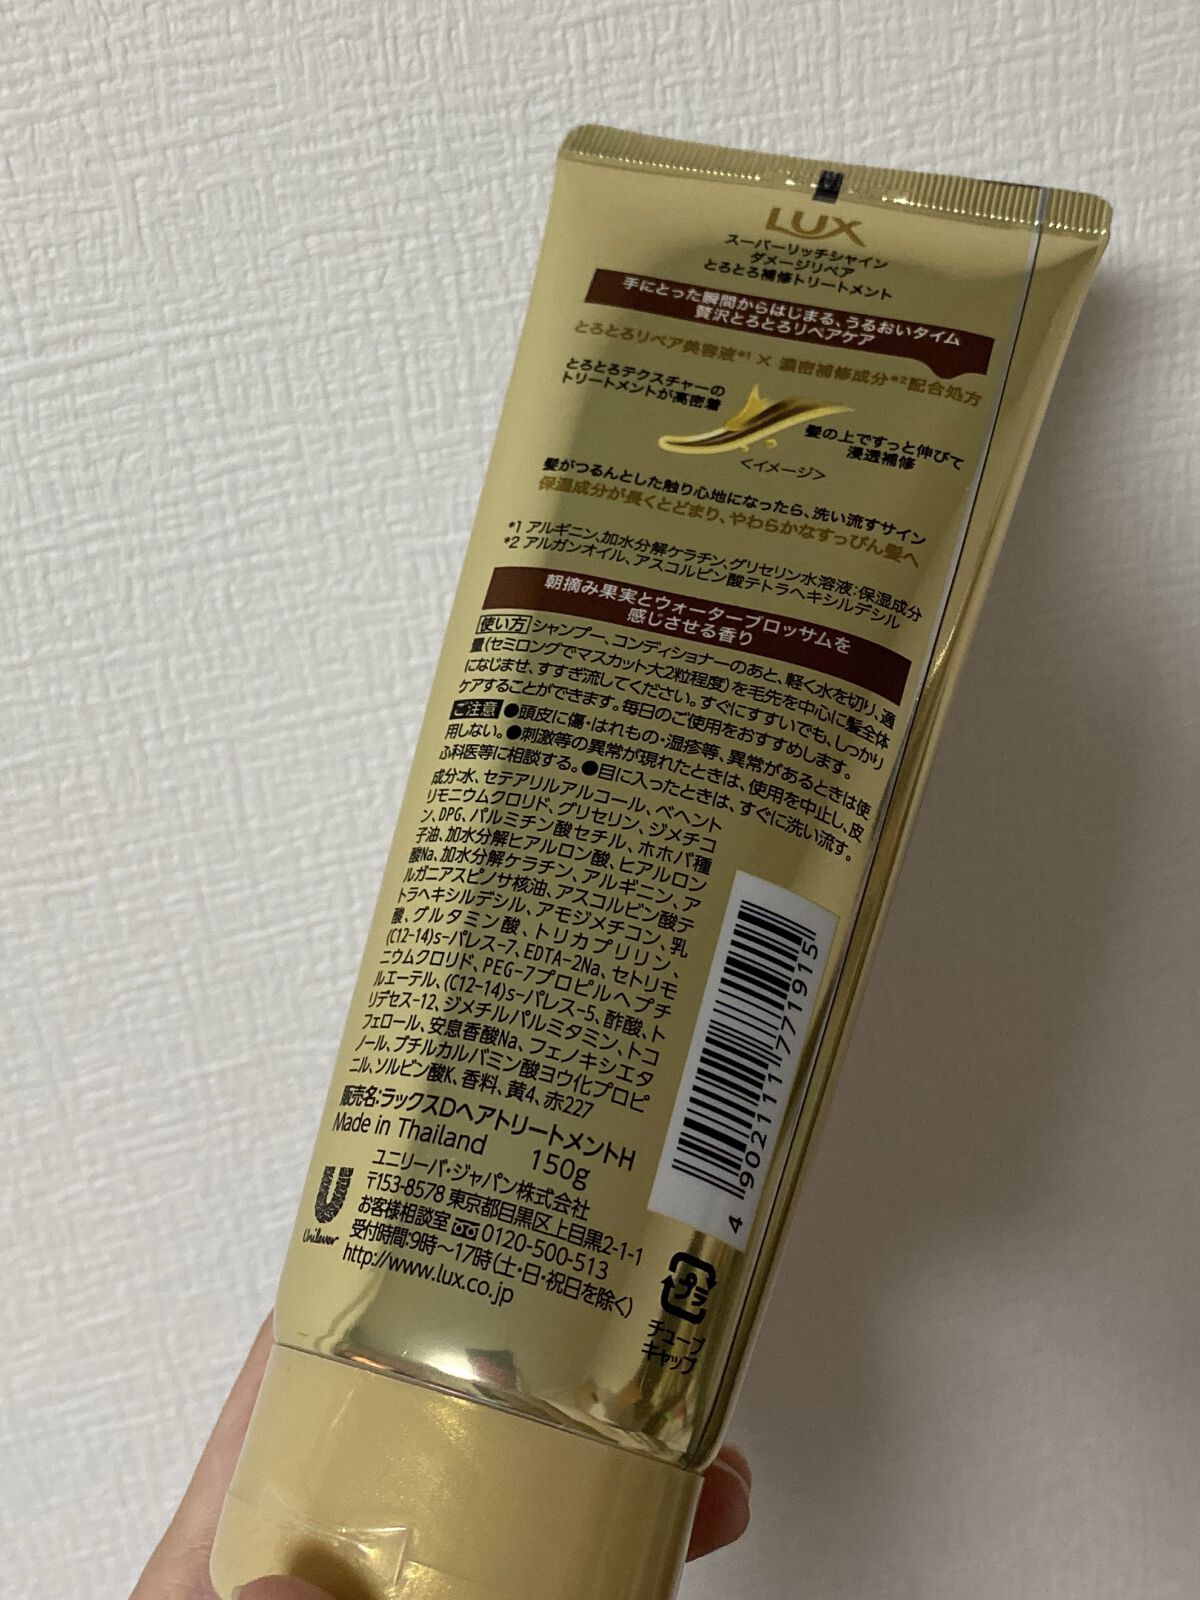 LUX
スーパーリッチシャイン
ダメージリペア
とろとろ補修トリートメント
手にとった瞬間からはじまる、うるおいタイム
贅沢とろとろリペアケア
とろとろリペア美容液*1 × 濃密補修成分*2配合処方
とろとろテクスチャーの
トリートメントが高密着
髪の上ですっと伸びて
浸透補修
<イメージ>
髪がつるんとした触り心地になったら、洗い流すサイン
保湿成分が長くとどまり、やわらかなすっぴん髪へ
*1 アルギニン、加水分解ケラチン、グリセリン水溶液:保湿成分
*2 アルガンオイル、アスコルビン酸テトラヘキシルデシル
朝摘み果実とウォーターブロッサムを
感じさせる香り
使い方 シャンプー、コンディショナーのあと、軽く水を切り、適
量(セミロングでマスカット大2粒程度)を毛先を中心に髪全体
になじませ、すすぎ流してください。すぐにすすいでも、しっかり
ケアすることができます。毎日のご使用をおすすめします。
ご注意 ●頭皮に傷・はれもの・湿疹等、異常があるときは使
用しない。●刺激等の異常が現れたときは、使用を中止し、皮
ふ科医等に相談する。●目に入ったときは、すぐに洗い流す。
成分:水、セテアリルアルコール、ベヘント
リモニウムクロリド、グリセリン、ジメチコ
ン、DPG、パルミチン酸セチル、ホホバ種
子油、加水分解ヒアルロン酸、ヒアルロン
酸Na、加水分解ケラチン、アルギニン、ア
ルガニアスピノサ核油、アスコルビン酸テ
トラヘキシルデシル、アモジメチコン、乳
酸、グルタミン酸、トリカプリリン、
(C12-14)s-パレス-7、EDTA-2Na、セトリモ
ニウムクロリド、PEG-7プロピルヘプチ
ルエーテル、(C12-14)s-パレス-5、酢酸、ト
リデセス-12、ジメチルパルミタミン、トコ
フェロール、安息香酸Na、フェノキシエタ
ノール、ブチルカルバミン酸ヨウ化プロピ
ニル、ソルビン酸K、香料、黄4、赤227
販売名:ラックスDヘアトリートメントH
Made in Thailand 150g
ユニリーバ・ジャパン株式会社
〒153-8578 東京都目黒区上目黒2-1-1
お客様相談室 0120-500-513
受付時間:9時～17時(土・日・祝日を除く)
http://www.lux.co.jp
Unilever
4 902111 771915
プラ
チューブ
キャップ